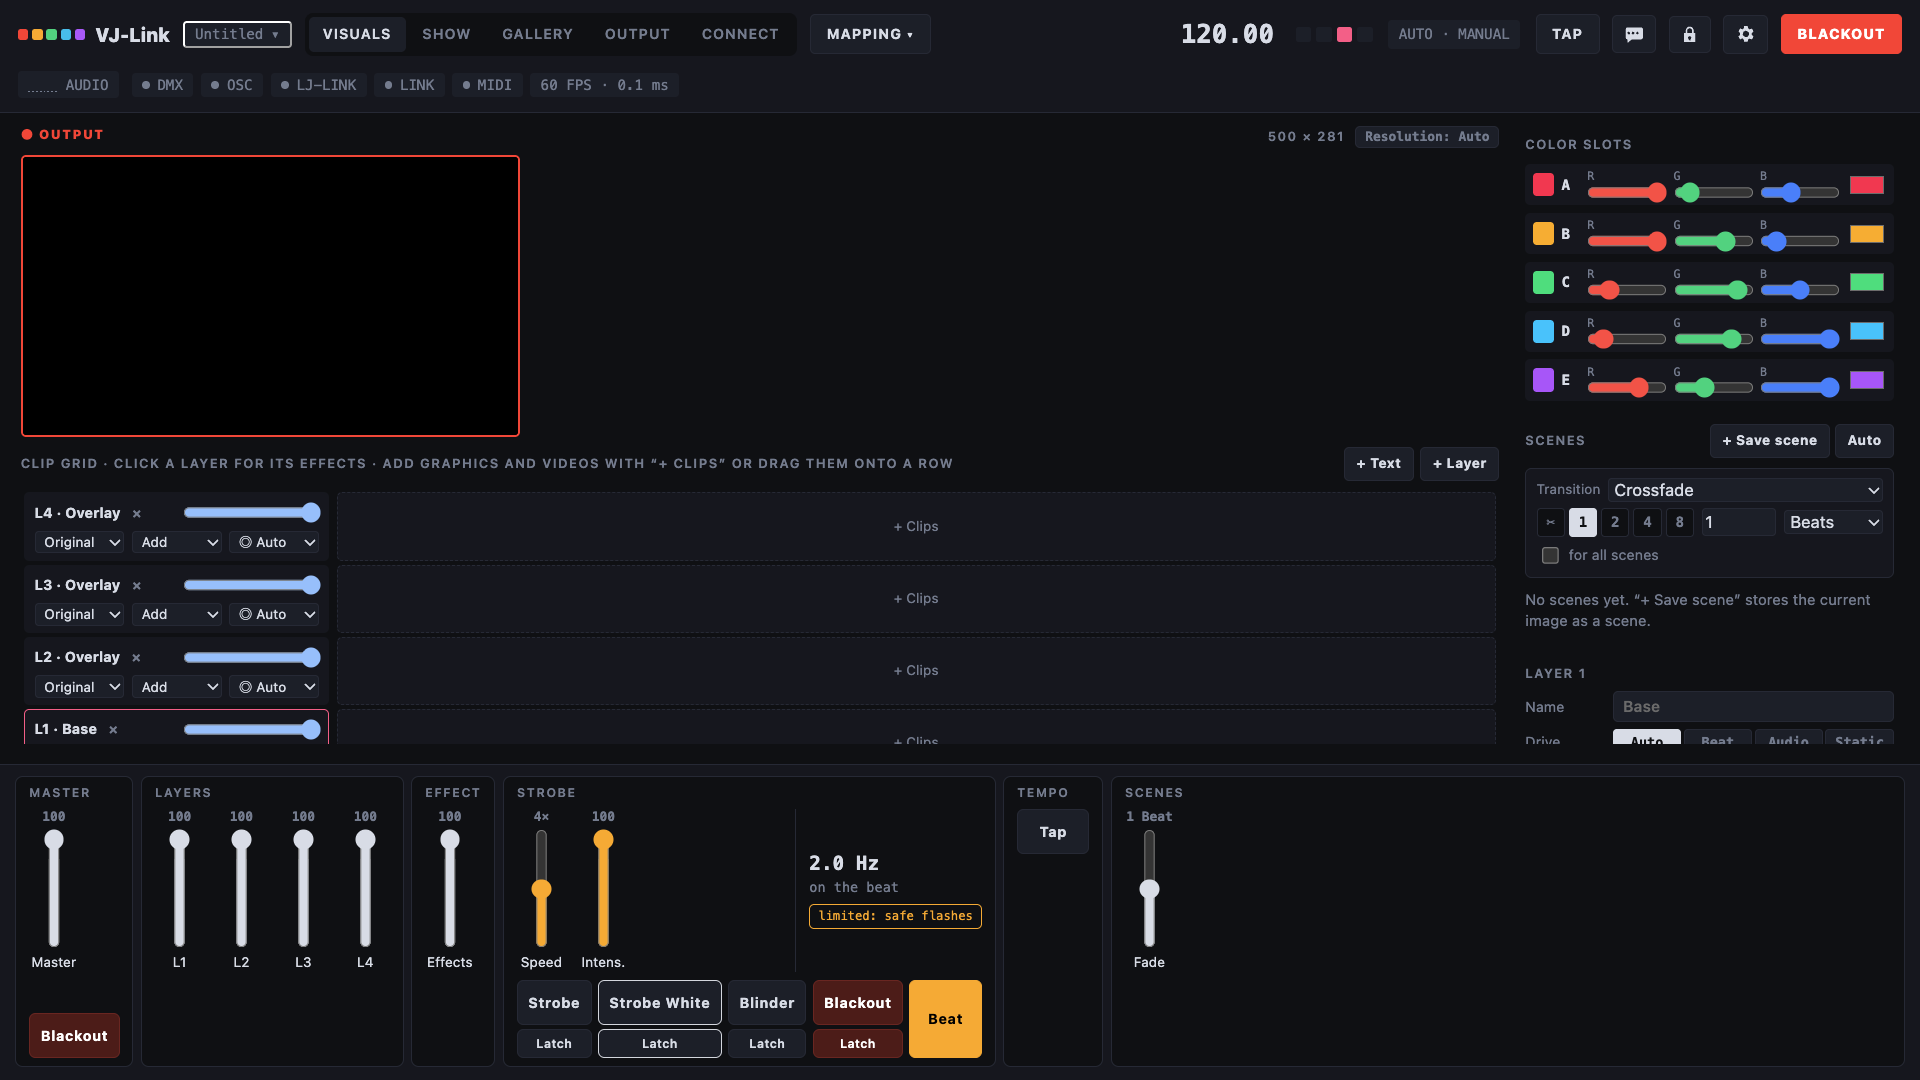 VJ-Link
Untitled ▾
VISUALS
SHOW
GALLERY
OUTPUT
CONNECT
MAPPING ▾
120.00
AUTO · MANUAL
TAP
BLACKOUT
AUDIO
DMX
OSC
LJ-LINK
LINK
MIDI
60 FPS · 0.1 ms
OUTPUT
500 × 281
Resolution: Auto
CLIP GRID · CLICK A LAYER FOR ITS EFFECTS · ADD GRAPHICS AND VIDEOS WITH “+ CLIPS” OR DRAG THEM ONTO A ROW
+ Text
+ Layer
L4 · Overlay ×
Original
Add
◎ Auto
+ Clips
L3 · Overlay ×
Original
Add
◎ Auto
+ Clips
L2 · Overlay ×
Original
Add
◎ Auto
+ Clips
L1 · Base ×
+ Clips
COLOR SLOTS
A R G B
B R G B
C R G B
D R G B
E R G B
SCENES
+ Save scene
Auto
Transition
Crossfade
✂ 1 2 4 8 1 Beats
for all scenes
No scenes yet. “+ Save scene” stores the current
image as a scene.
LAYER 1
Name
Base
Drive
Auto
Beat
Audio
Static
MASTER
100
Master
Blackout
LAYERS
100 100 100 100
L1 L2 L3 L4
EFFECT
100
Effects
STROBE
4× 100
Speed Intens.
2.0 Hz
on the beat
limited: safe flashes
Strobe
Strobe White
Blinder
Blackout
Beat
Latch
Latch
Latch
Latch
TEMPO
Tap
SCENES
1 Beat
Fade